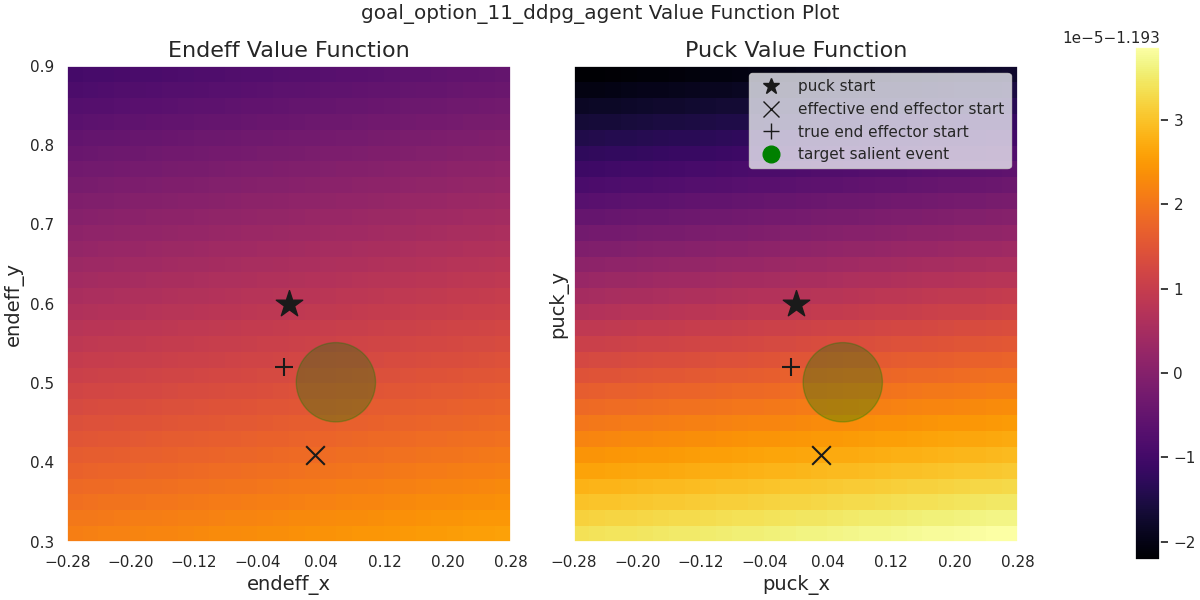 goal_option_11_ddpg_agent Value Function Plot
Endeff Value Function
endeff_y
0.9
0.8
0.7
0.6
0.5
0.4
0.3
−0.28 −0.20 −0.12 −0.04 0.04 0.12 0.20 0.28
endeff_x
Puck Value Function
puck start
effective end effector start
true end effector start
target salient event
puck_y
−0.28 −0.20 −0.12 −0.04 0.04 0.12 0.20 0.28
puck_x
1e−5−1.193
3
2
1
0
−1
−2